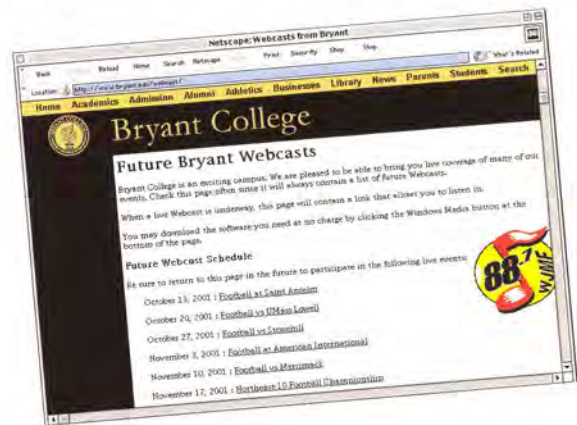 Netscape: Webcasts from Bryant
Back Reload Home Search Netscape Print Security Shop Stop
Location: http://www.bryant.edu/webcast/ What's Related
Home Academics Admission Alumni Athletics Businesses Library News Parents Students Search
Bryant College
Future Bryant Webcasts
Bryant College is an exciting campus. We are pleased to be able to bring you live coverage of many of our
events. Check this page often since it will always contain a list of future Webcasts.
When a live Webcast is underway, this page will contain a link that allows you to listen in.
You may download the software you need at no charge by clicking the Windows Media button at the
bottom of the page.
Future Webcast Schedule
Be sure to return to this page in the future to participate in the following live events:
88.7
WJMF
October 13, 2001 : Football at Saint Anselm
October 20, 2001 : Football vs UMass Lowell
October 27, 2001 : Football vs Stonehill
November 3, 2001 : Football at American International
November 10, 2001 : Football vs Merrimack
November 17, 2001 : Northeast-10 Football Championship